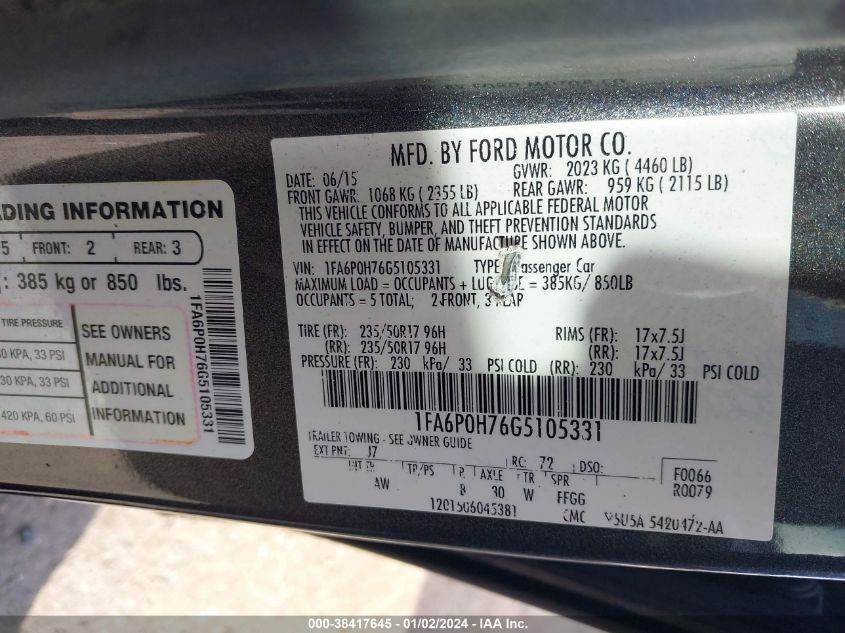 ADING INFORMATION
5 FRONT: 2 REAR: 3
: 385 kg or 850 lbs.
TIRE PRESSURE
0 KPA, 33 PSI
30 KPA, 33 PSI
420 KPA, 60 PSI
SEE OWNERS
MANUAL FOR
ADDITIONAL
INFORMATION
1FA6P0H76G5105331
MFD. BY FORD MOTOR CO.
DATE: 06/15 GVWR: 2023 KG ( 4460 LB)
FRONT GAWR: 1068 KG ( 2355 LB) REAR GAWR: 959 KG ( 2115 LB)
THIS VEHICLE CONFORMS TO ALL APPLICABLE FEDERAL MOTOR
VEHICLE SAFETY, BUMPER, AND THEFT PREVENTION STANDARDS
IN EFFECT ON THE DATE OF MANUFACTURE SHOWN ABOVE.
VIN: 1FA6P0H76G5105331 TYPE: Passenger Car
MAXIMUM LOAD = OCCUPANTS + = 385KG/ 850LB
OCCUPANTS = 5 TOTAL; 2-FRONT,
TIRE (FR): 235/50R17 96H RIMS (FR): 17x7.5J
(RR): 235/50R17 96H (RR): 17x7.5J
PRESSURE (FR): 230 kPa/ 33 PSI COLD (RR): 230 kPa/ 33 PSI COLD
1FA6P0H76G5105331
TRAILER TOWING - SEE OWNER GUIDE
EXT PNT: J7 RC: 72 DSO: F0066
R0079
INT TR TP/PS R AXLE TR SPR
AW B 30 W FFGG
1201506045381 CMC
000-38417645 - 01/02/2024 - IAA Inc.